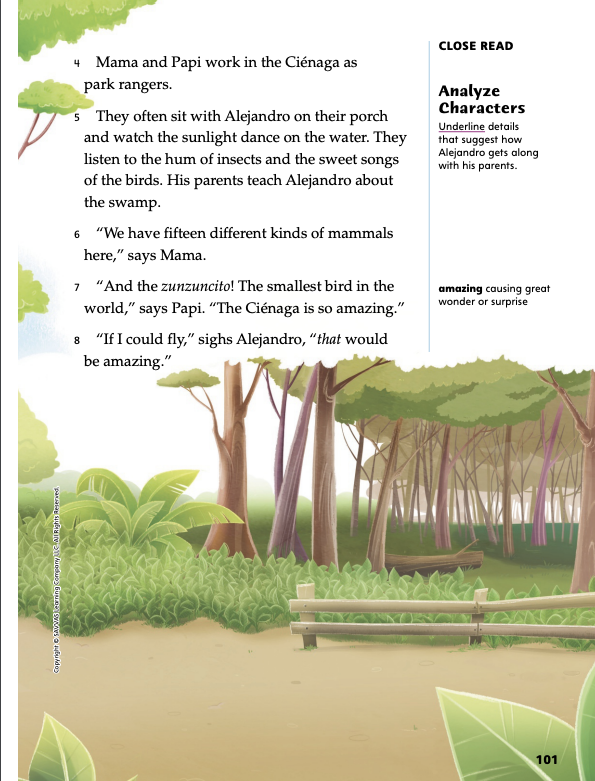 4 Mama and Papi work in the Ciénaga as
park rangers.
5 They often sit with Alejandro on their porch
and watch the sunlight dance on the water. They
listen to the hum of insects and the sweet songs
of the birds. His parents teach Alejandro about
the swamp.
6 “We have fifteen different kinds of mammals
here,” says Mama.
7 “And the zunzuncito! The smallest bird in the
world,” says Papi. “The Ciénaga is so amazing.”
8 “If I could fly,” sighs Alejandro, “that would
be amazing.”
CLOSE READ
Analyze
Characters
Underline details
that suggest how
Alejandro gets along
with his parents.
amazing causing great
wonder or surprise
Copyright © SAVVAS Learning Company LLC. All Rights Reserved.
101